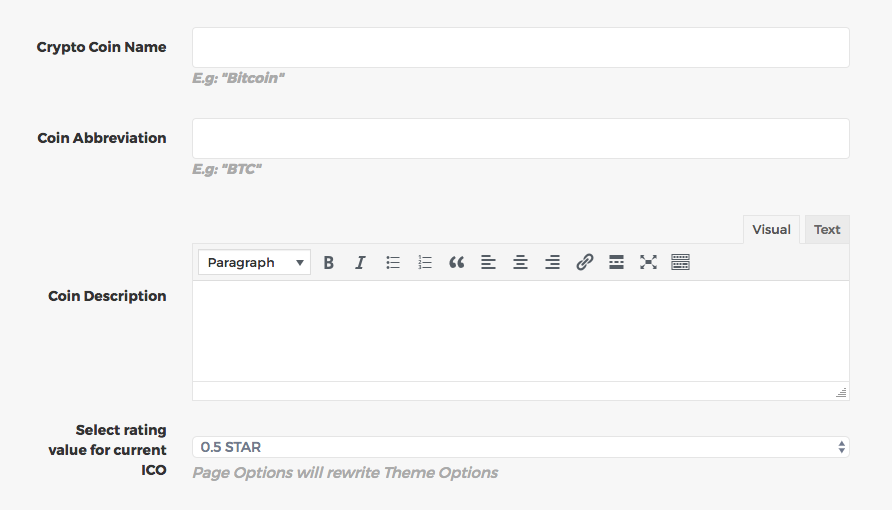 Crypto Coin Name
E.g: "Bitcoin"
Coin Abbreviation
E.g: "BTC"
Visual Text
Paragraph
Coin Description
Select rating
value for current
ICO
0.5 STAR
Page Options will rewrite Theme Options